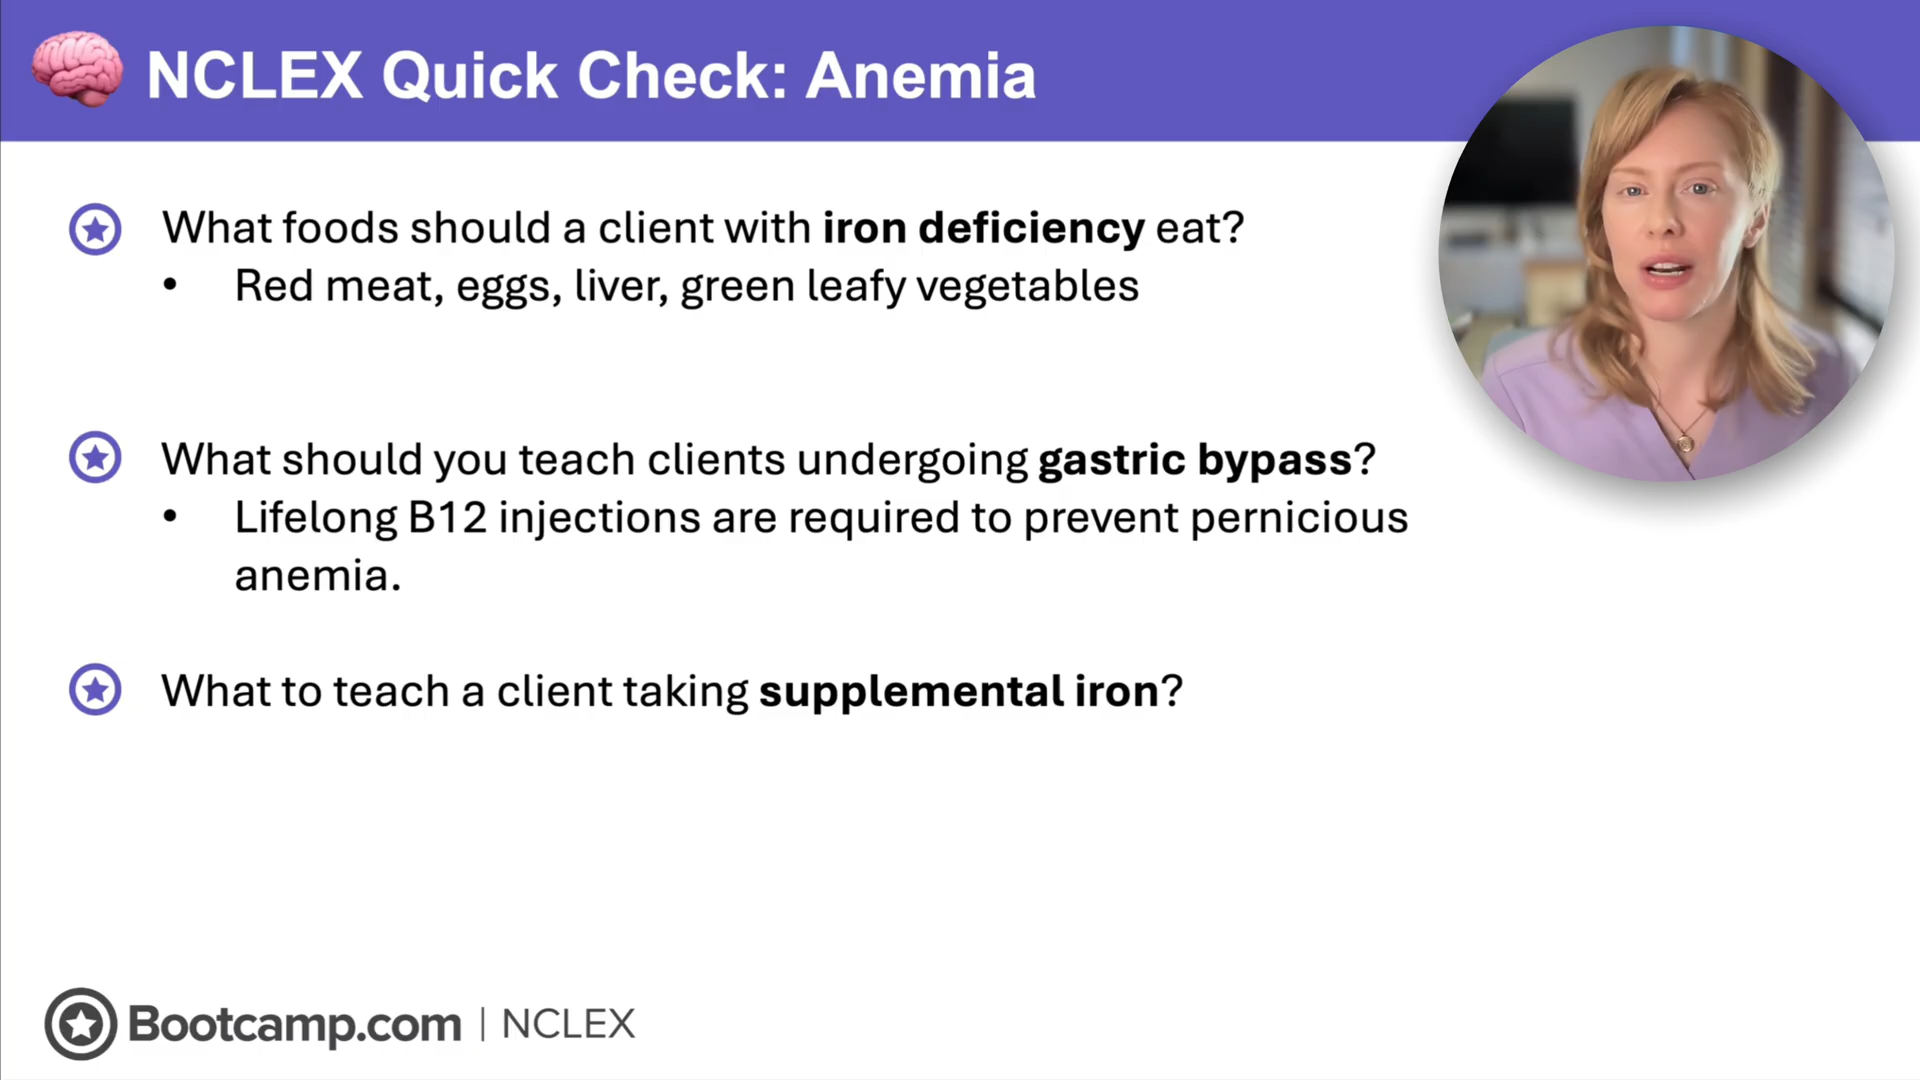 NCLEX Quick Check: Anemia
What foods should a client with iron deficiency eat?
• Red meat, eggs, liver, green leafy vegetables
What should you teach clients undergoing gastric bypass?
• Lifelong B12 injections are required to prevent pernicious
anemia.
What to teach a client taking supplemental iron?
Bootcamp.com | NCLEX